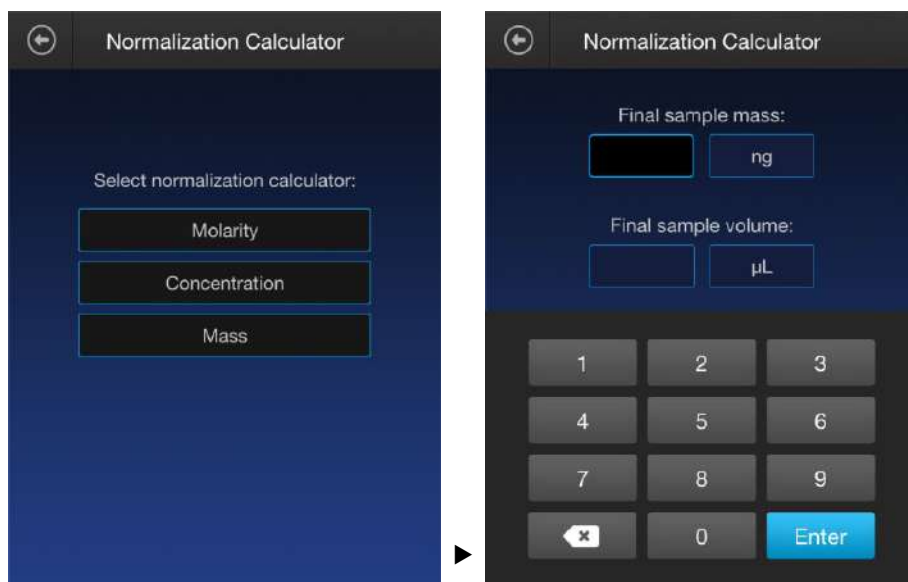 Normalization Calculator
Select normalization calculator:
Molarity
Concentration
Mass
Normalization Calculator
Final sample mass:
ng
Final sample volume:
µL
1 2 3
4 5 6
7 8 9
0 Enter